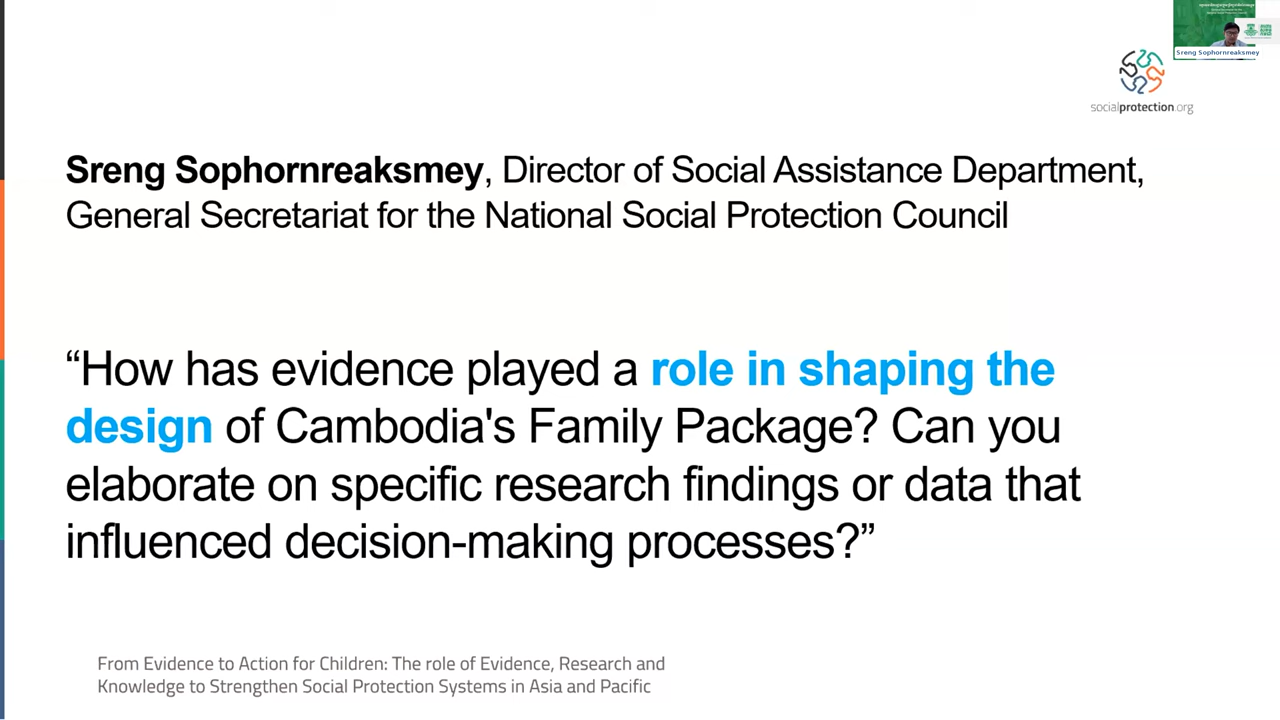 Sreng Sophornreaksmey
socialprotection.org
Sreng Sophornreaksmey, Director of Social Assistance Department,
General Secretariat for the National Social Protection Council
“How has evidence played a role in shaping the
design of Cambodia's Family Package? Can you
elaborate on specific research findings or data that
influenced decision-making processes?”
From Evidence to Action for Children: The role of Evidence, Research and
Knowledge to Strengthen Social Protection Systems in Asia and Pacific